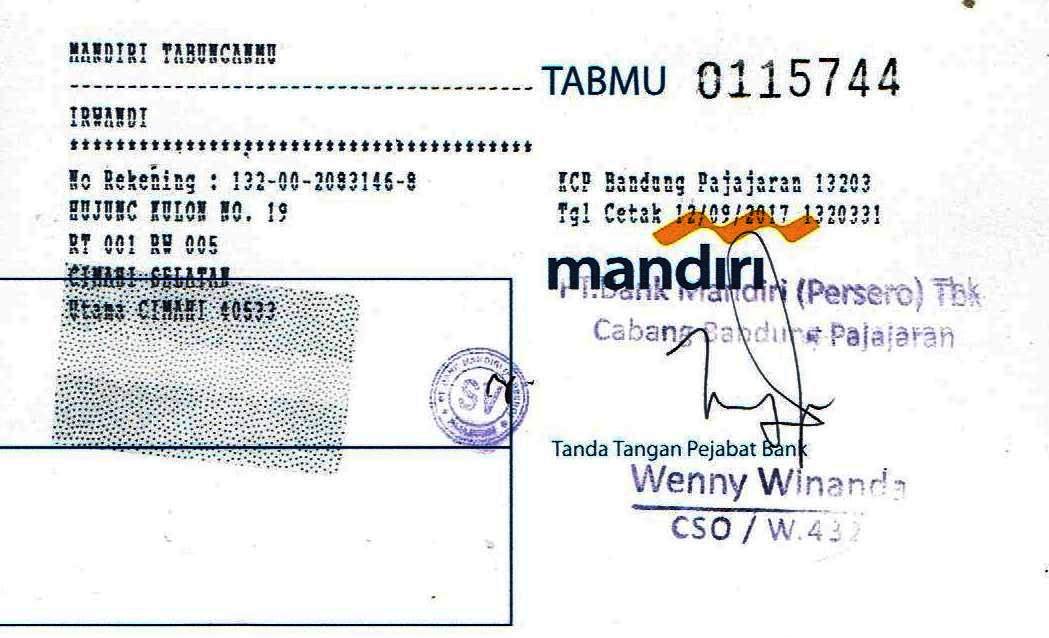 MANDIRI TABUNGANMU
IRWANDI
No Rekening : 132-00-2083146-8
HUJUNG KULON NO. 19
RT 001 RW 005
CIMAHI SELATAN
Utama CIMAHI 40533
TABMU 0115744
KCP Bandung Pajajaran 13203
Tgl Cetak 12/09/2017 1320331
mandiri
PT.Bank Mandiri (Persero) Tbk
Cabang Bandung Pajajaran
Tanda Tangan Pejabat Bank
Wenny Winanda
CSO / W.432